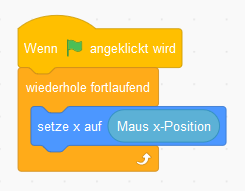 Wenn angeklickt wird
wiederhole fortlaufend
setze x auf Maus x-Position